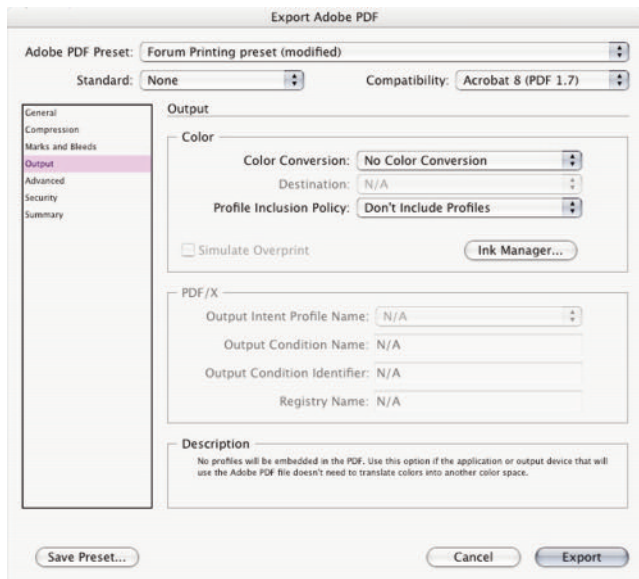 Export Adobe PDF
Adobe PDF Preset: Forum Printing preset (modified)
Standard: None Compatibility: Acrobat 8 (PDF 1.7)
General
Compression
Marks and Bleeds
Output
Advanced
Security
Summary
Output
Color
Color Conversion: No Color Conversion
Destination: N/A
Profile Inclusion Policy: Don't Include Profiles
Simulate Overprint Ink Manager...
PDF/X
Output Intent Profile Name: N/A
Output Condition Name: N/A
Output Condition Identifier: N/A
Registry Name: N/A
Description
No profiles will be embedded in the PDF. Use this option if the application or output device that will
use the Adobe PDF file doesn't need to translate colors into another color space.
Save Preset... Cancel Export